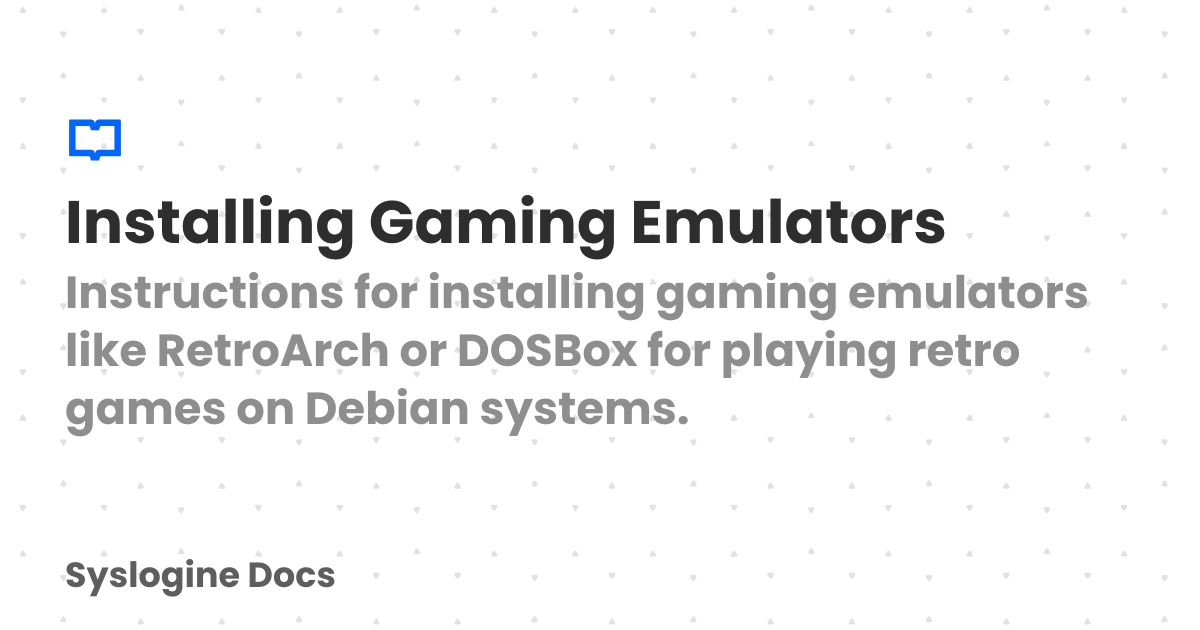 Installing Gaming Emulators
Instructions for installing gaming emulators
like RetroArch or DOSBox for playing retro
games on Debian systems.
Syslogine Docs